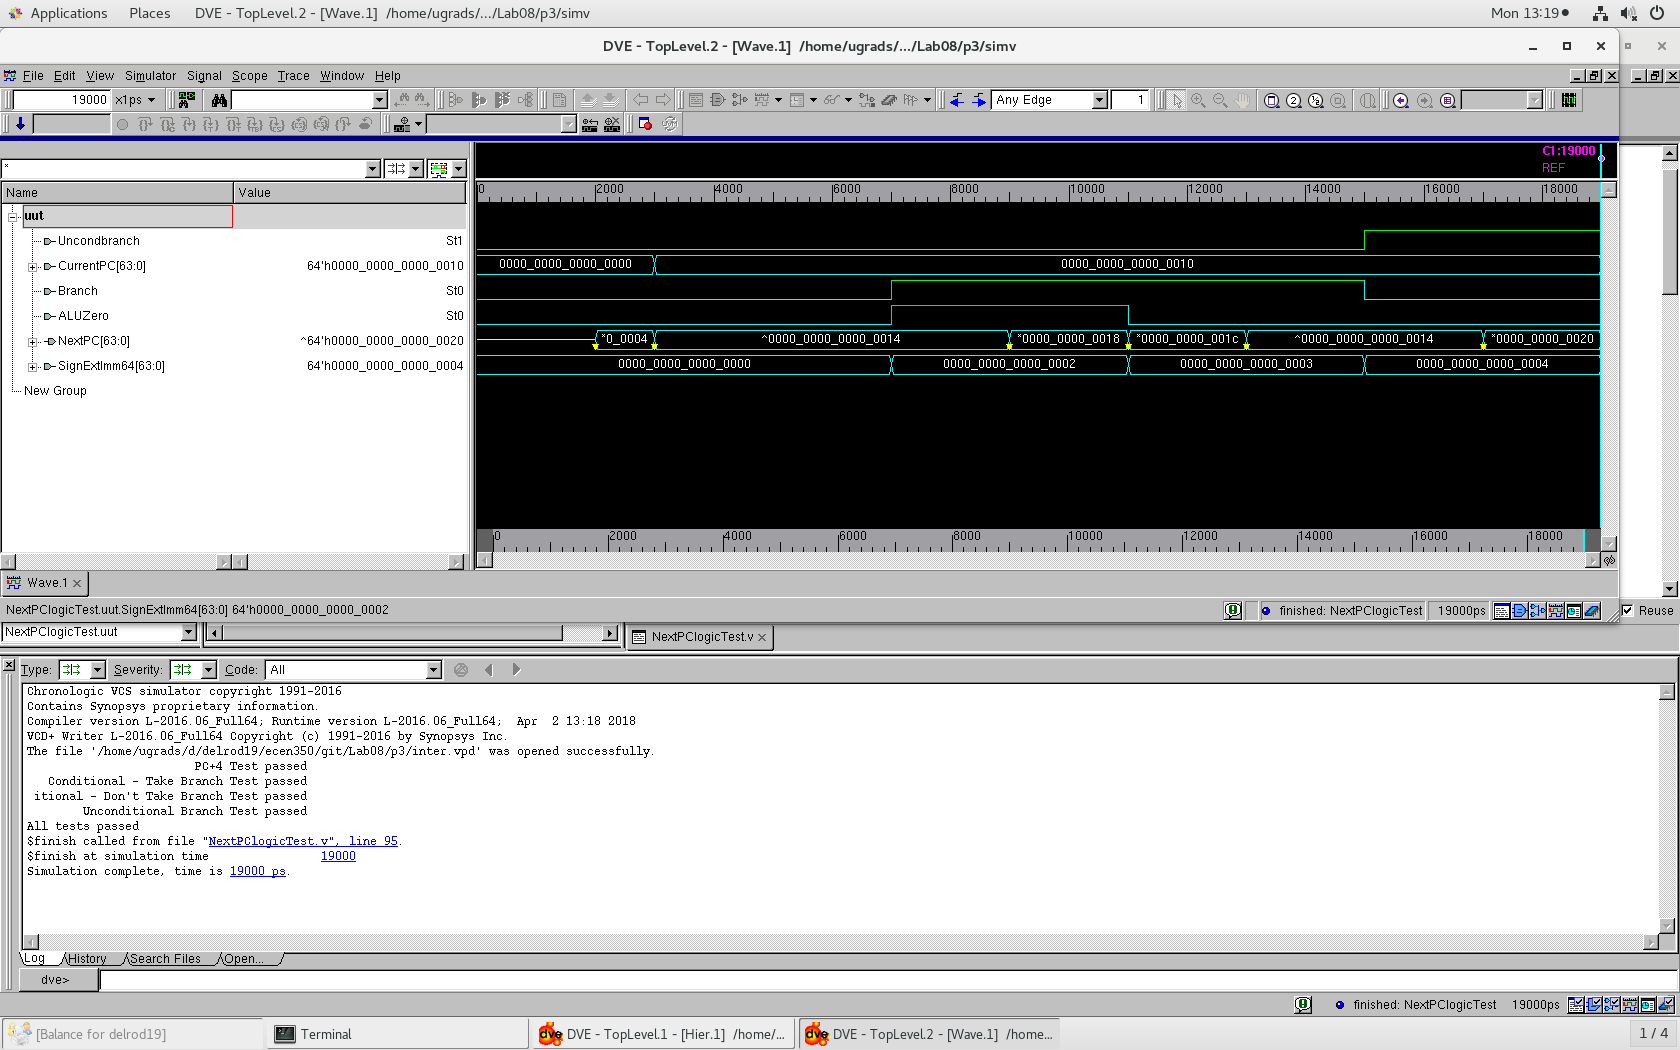 Applications Places DVE - TopLevel.2 - [Wave.1] /home/ugrads/.../Lab08/p3/simv Mon 13:19
DVE - TopLevel.2 - [Wave.1] /home/ugrads/.../Lab08/p3/simv
File Edit View Simulator Signal Scope Trace Window Help
19000 x1ps Any Edge 1
C1:19000
REF
*
Name Value
0 2000 4000 6000 8000 10000 12000 14000 16000 18000
uut
Uncondbranch St1
CurrentPC[63:0] 64'h0000_0000_0000_0010 0000_0000_0000_0000 0000_0000_0000_0010
Branch St0
ALUZero St0
NextPC[63:0] ^64'h0000_0000_0000_0020 *0_0004 ^0000_0000_0000_0014 *0000_0000_0018 *0000_0000_001c ^0000_0000_0000_0014 *0000_0000_0020
SignExtImm64[63:0] 64'h0000_0000_0000_0004 0000_0000_0000_0000 0000_0000_0000_0002 0000_0000_0000_0003 0000_0000_0000_0004
New Group
0 2000 4000 6000 8000 10000 12000 14000 16000 18000
Wave.1
NextPClogicTest.uut.SignExtImm64[63:0] 64'h0000_0000_0000_0002 finished: NextPClogicTest 19000ps Reuse
NextPClogicTest.uut NextPClogicTest.v
Type: Severity: Code: All
Chronologic VCS simulator copyright 1991-2016
Contains Synopsys proprietary information.
Compiler version L-2016.06_Full64; Runtime version L-2016.06_Full64; Apr 2 13:18 2018
VCD+ Writer L-2016.06_Full64 Copyright (c) 1991-2016 by Synopsys Inc.
The file '/home/ugrads/d/delrod19/ecen350/git/Lab08/p3/inter.vpd' was opened successfully.
PC+4 Test passed
Conditional - Take Branch Test passed
itional - Don't Take Branch Test passed
Unconditional Branch Test passed
All tests passed
$finish called from file "NextPClogicTest.v", line 95.
$finish at simulation time 19000
Simulation complete, time is 19000 ps.
Log History Search Files Open...
dve>
finished: NextPClogicTest 19000ps
[Balance for delrod19] Terminal DVE - TopLevel.1 - [Hier.1] /home/... DVE - TopLevel.2 - [Wave.1] /home... 1 / 4